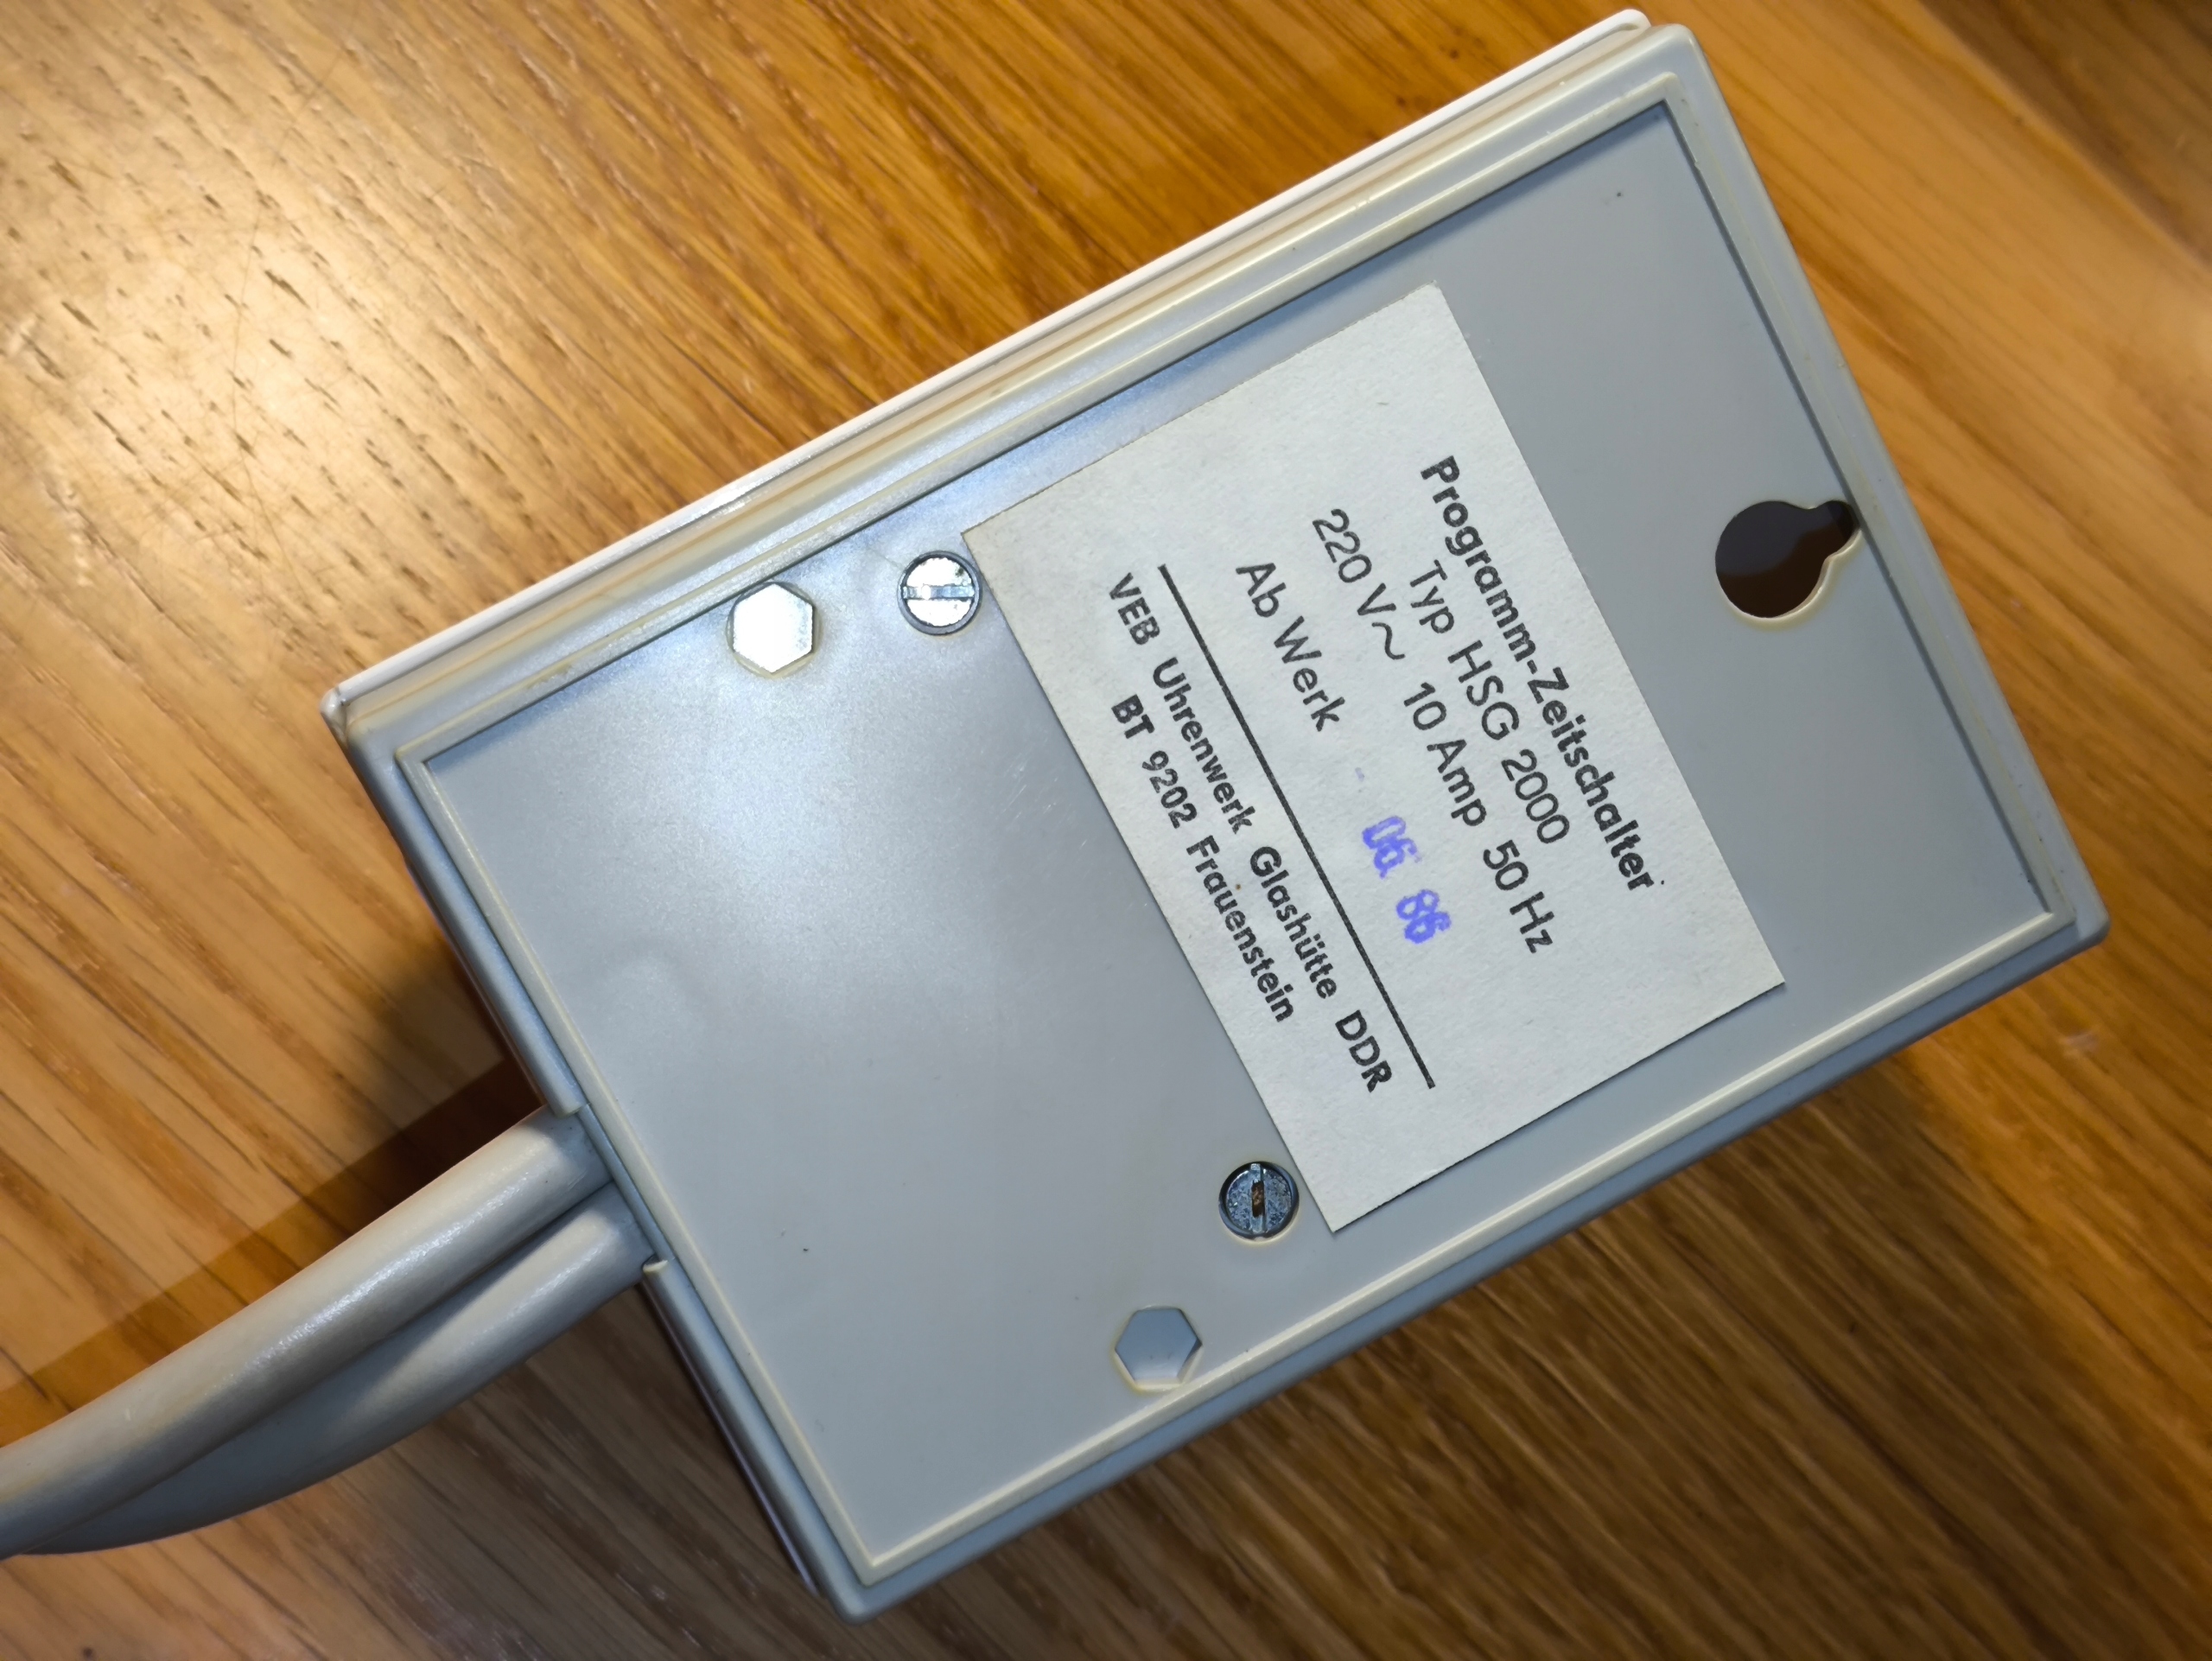 Programm-Zeitschalter
Typ HSG 2000
220 V~ 10 Amp 50 Hz
Ab Werk 06 86
VEB Uhrenwerk Glashütte DDR
BT 9202 Frauenstein